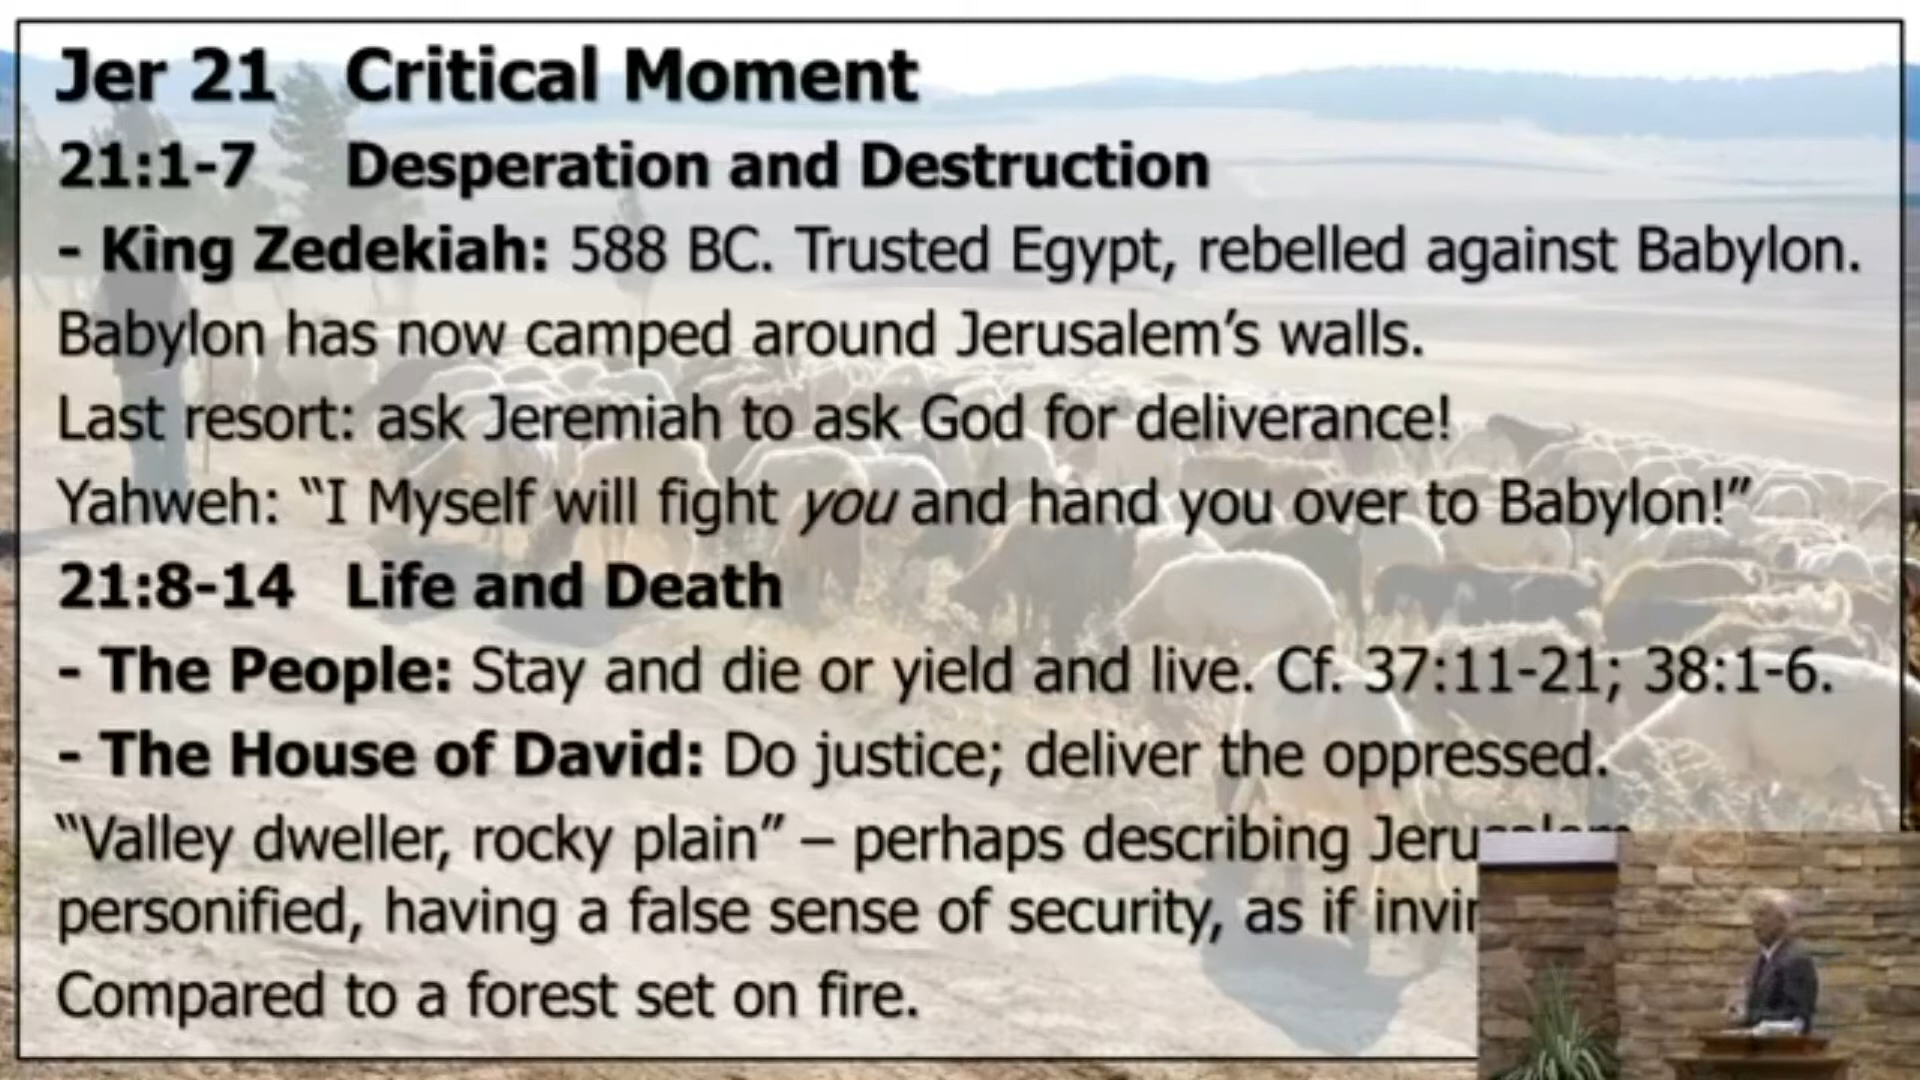 Jer 21 Critical Moment
21:1-7 Desperation and Destruction
- King Zedekiah: 588 BC. Trusted Egypt, rebelled against Babylon.
Babylon has now camped around Jerusalem’s walls.
Last resort: ask Jeremiah to ask God for deliverance!
Yahweh: “I Myself will fight you and hand you over to Babylon!”
21:8-14 Life and Death
- The People: Stay and die or yield and live. Cf. 37:11-21; 38:1-6.
- The House of David: Do justice; deliver the oppressed.
“Valley dweller, rocky plain” – perhaps describing
personified, having a false sense of security, as if
Compared to a forest set on fire.